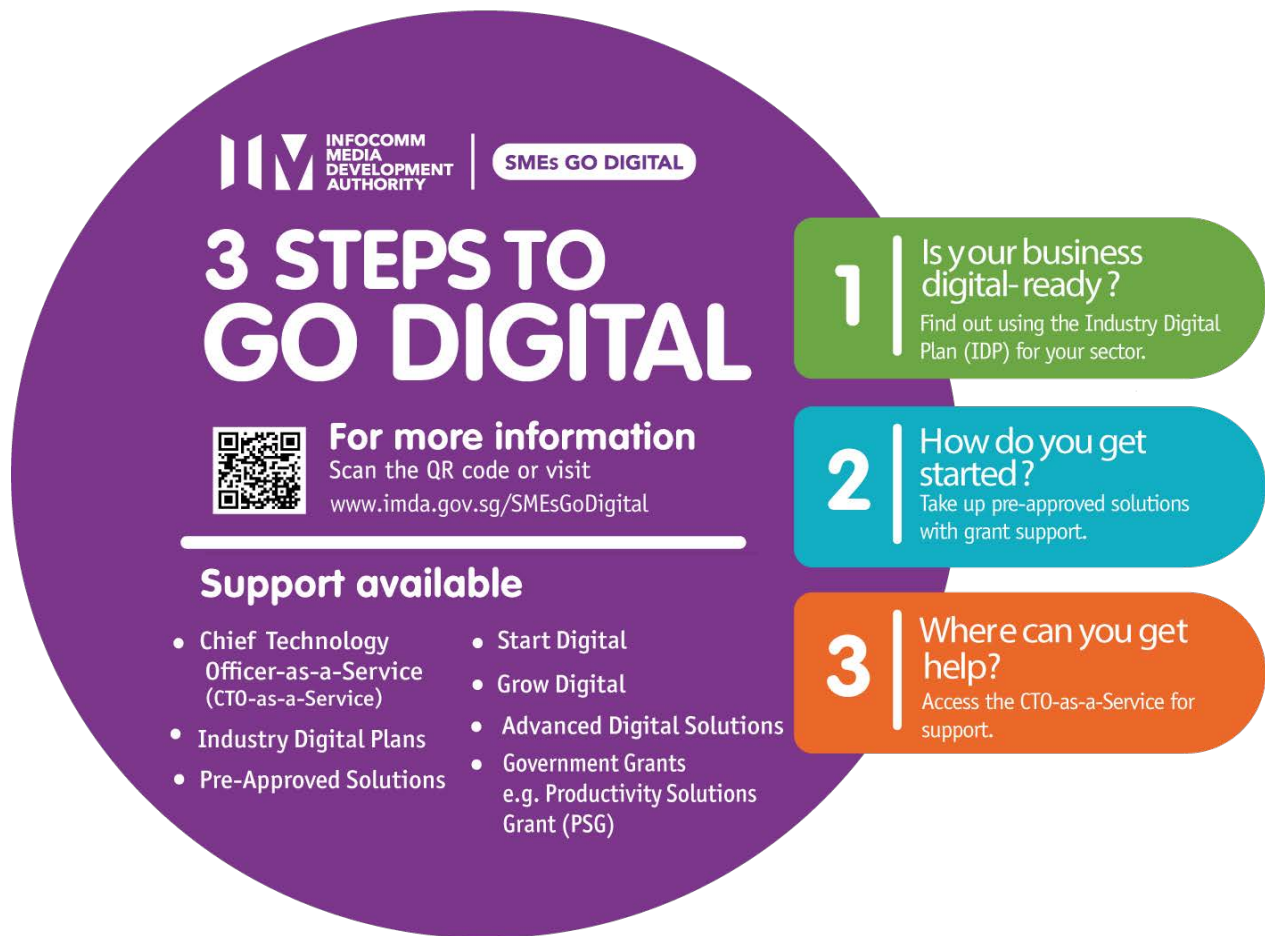 INFOCOMM
MEDIA
DEVELOPMENT
AUTHORITY
SMEs GO DIGITAL
3 STEPS TO
GO DIGITAL
For more information
Scan the QR code or visit
www.imda.gov.sg/SMEsGoDigital
Support available
• Chief Technology
Officer-as-a-Service
(CTO-as-a-Service)
• Industry Digital Plans
• Pre-Approved Solutions
• Start Digital
• Grow Digital
• Advanced Digital Solutions
• Government Grants
e.g. Productivity Solutions
Grant (PSG)
1
Is your business
digital-ready?
Find out using the Industry Digital
Plan (IDP) for your sector.
2
How do you get
started?
Take up pre-approved solutions
with grant support.
3
Where can you get
help?
Access the CTO-as-a-Service for
support.